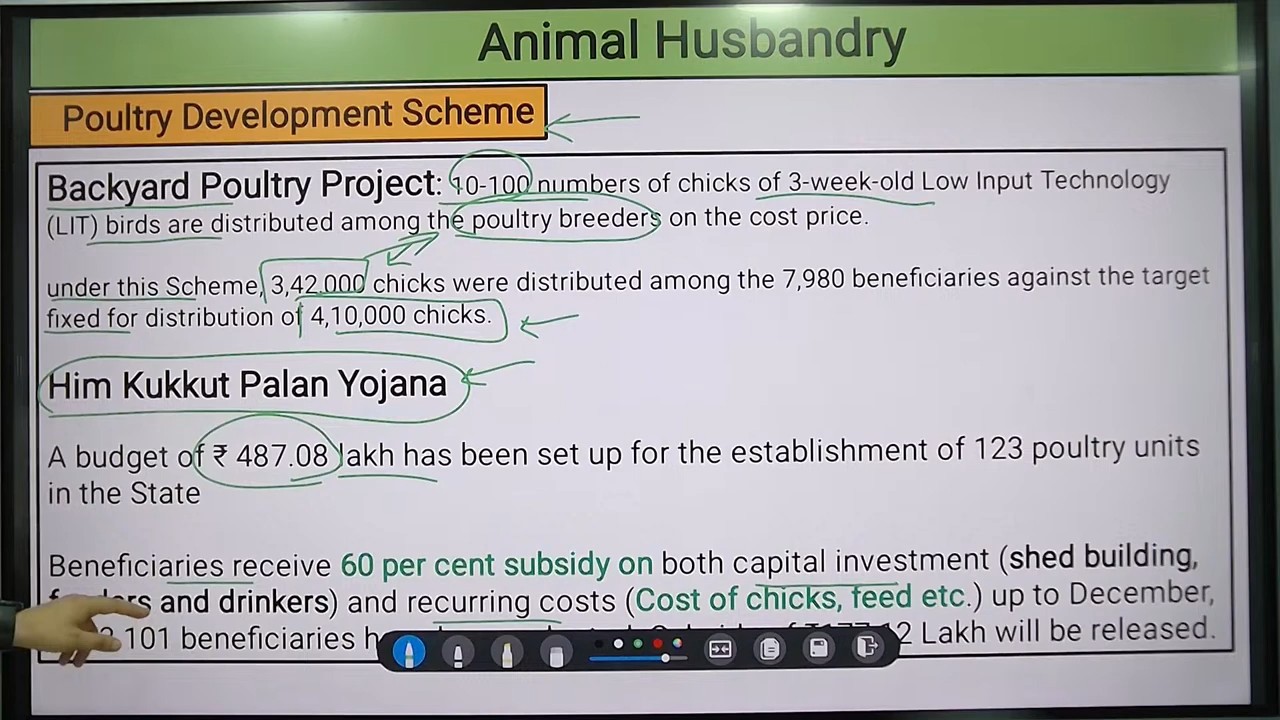 Animal Husbandry
Poultry Development Scheme
Backyard Poultry Project: 10-100 numbers of chicks of 3-week-old Low Input Technology
(LIT) birds are distributed among the poultry breeders on the cost price.
under this Scheme, 3,42,000 chicks were distributed among the 7,980 beneficiaries against the target
fixed for distribution of 4,10,000 chicks.
Him Kukkut Palan Yojana
A budget of ₹ 487.08 lakh has been set up for the establishment of 123 poultry units
in the State
Beneficiaries receive 60 per cent subsidy on both capital investment (shed building,
and drinkers) and recurring costs (Cost of chicks, feed etc.) up to December,
101 beneficiaries Lakh will be released.